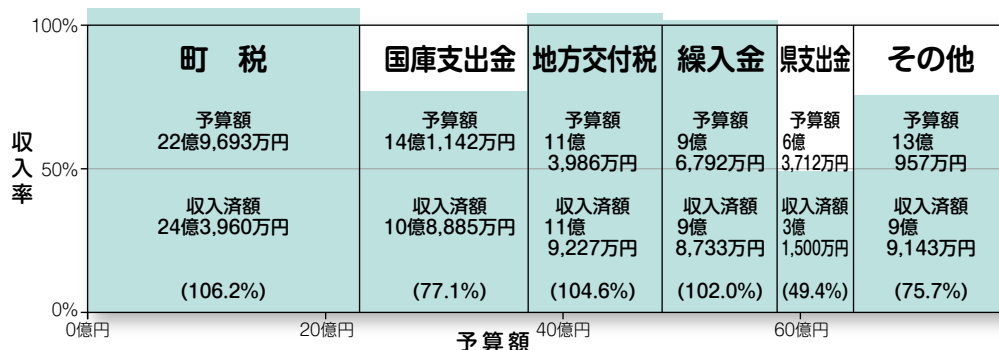 100%
50%
0%
収入率
町　税
予算額
22億9,693万円
収入済額
24億3,960万円
(106.2%)
国庫支出金
予算額
14億1,142万円
収入済額
10億8,885万円
(77.1%)
地方交付税
予算額
11億
3,986万円
収入済額
11億
9,227万円
(104.6%)
繰入金
予算額
9億
6,792万円
収入済額
9億
8,733万円
(102.0%)
県支出金
予算額
6億
3,712万円
収入済額
3億
1,500万円
(49.4%)
その他
予算額
13億
957万円
収入済額
9億
9,143万円
(75.7%)
0億円
20億円
40億円
60億円
予算額